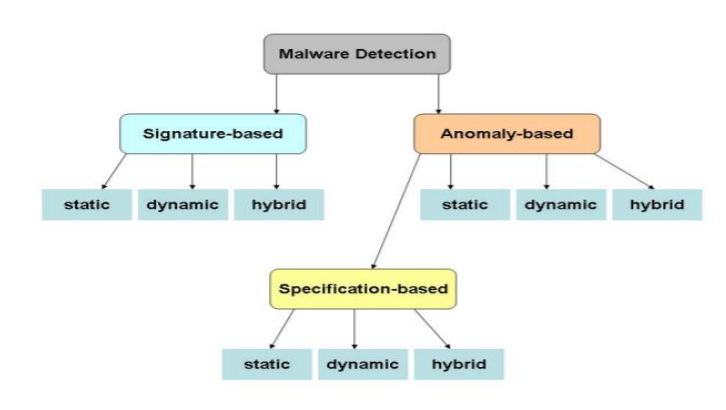 Malware Detection
Signature-based
Anomaly-based
static
dynamic
hybrid
static
dynamic
hybrid
Specification-based
static
dynamic
hybrid